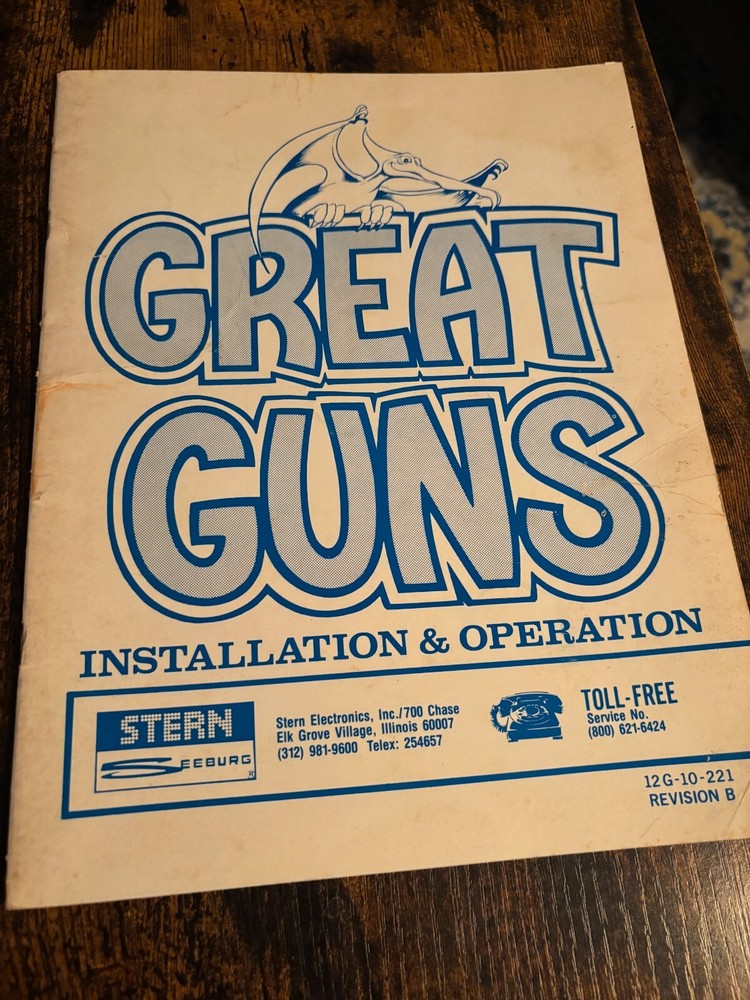 GREAT
GUNS
INSTALLATION & OPERATION
STERN
SEEBURG®
Stern Electronics, Inc./700 Chase
Elk Grove Village, Illinois 60007
(312) 981-9600 Telex: 254657
TOLL-FREE
Service No.
(800) 621-6424
12G-10-221
REVISION B